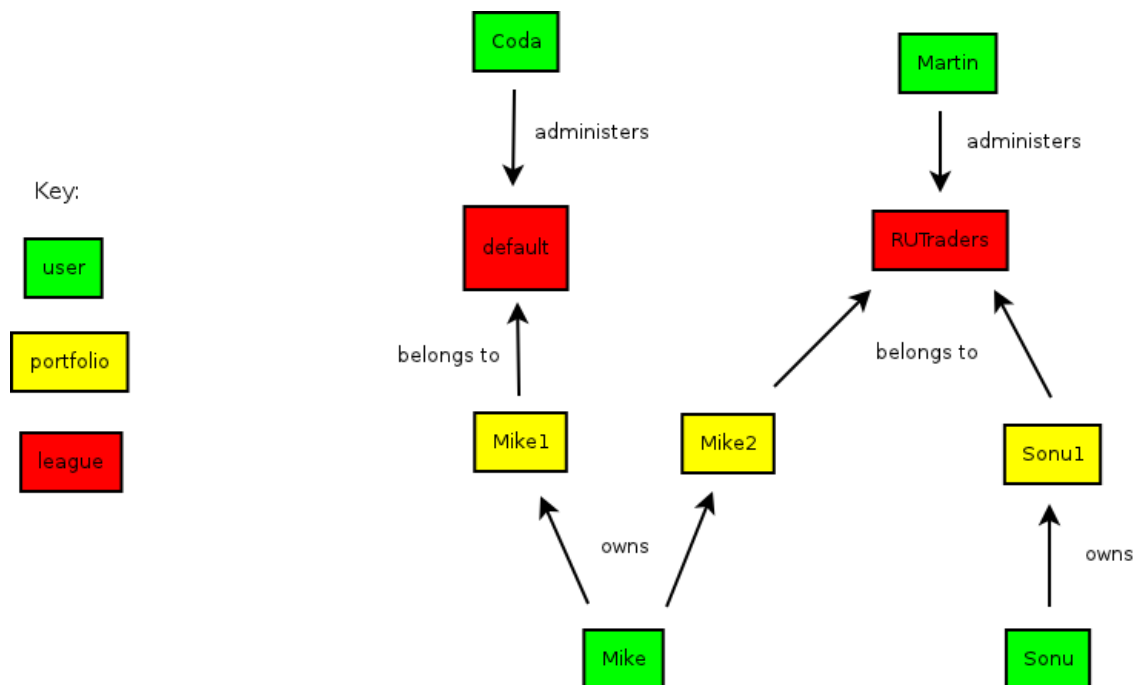 Coda
Martin
administers
administers
Key:
default
RUTraders
user
belongs to
belongs to
portfolio
Mike1
Mike2
Sonu1
league
owns
owns
Mike
Sonu